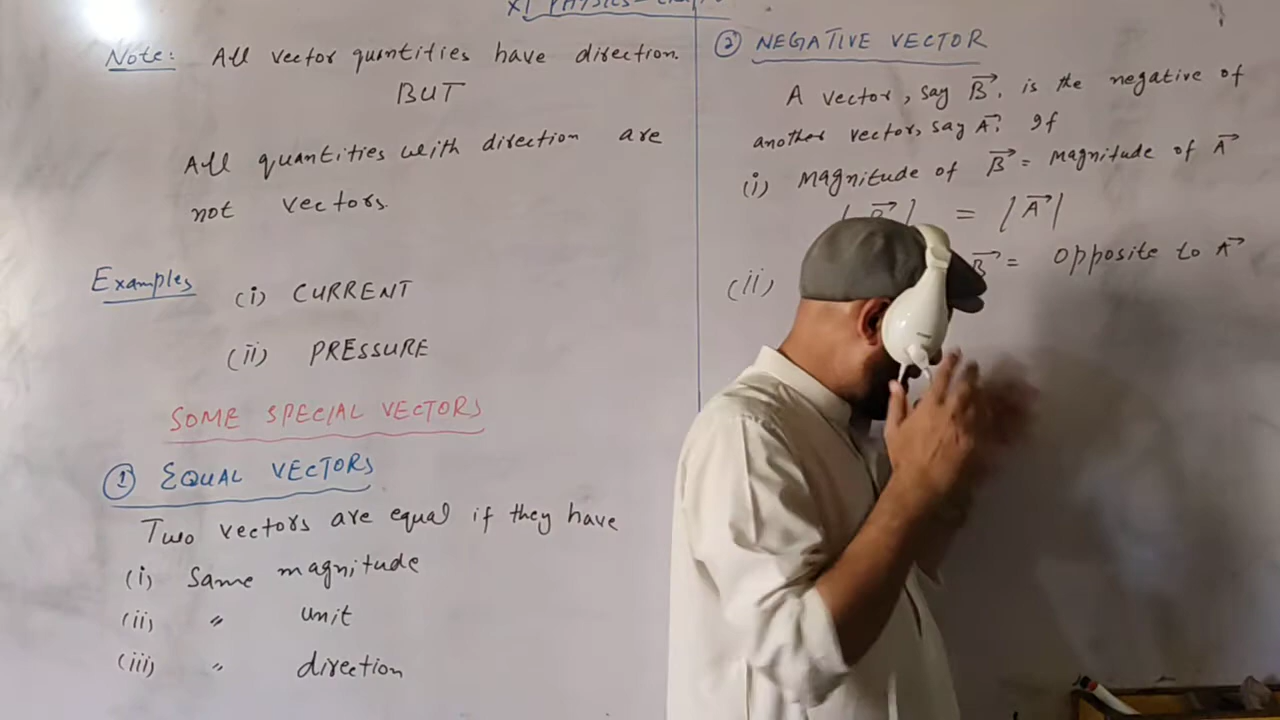 XI PHYSICS
Note: All vector quantities have direction.
BUT
All quantities with direction are
not vectors.
Examples
(i) CURRENT
(ii) PRESSURE
SOME SPECIAL VECTORS
① EQUAL VECTORS
Two vectors are equal if they have
(i) Same magnitude
(ii) " unit
(iii) " direction
② NEGATIVE VECTOR
A vector, say B⃗, is the negative of
another vector, say A⃗, If
(i) Magnitude of B⃗ = Magnitude of A⃗
| B⃗ | = | A⃗ |
(ii) B⃗ = opposite to A⃗